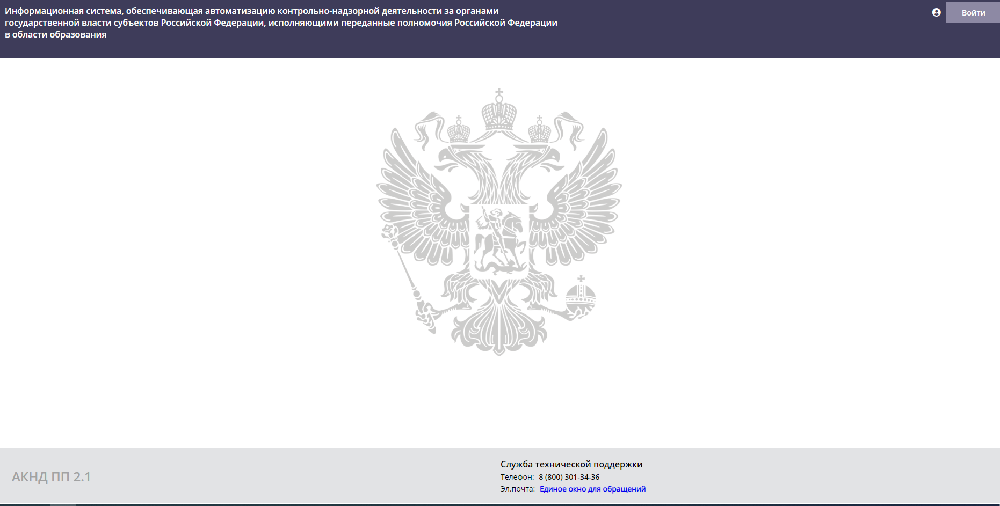 Информационная система, обеспечивающая автоматизацию контрольно-надзорной деятельности за органами
государственной власти субъектов Российской Федерации, исполняющими переданные полномочия Российской Федерации
в области образования
Войти
АКНД ПП 2.1
Служба технической поддержки
Телефон: 8 (800) 301-34-36
Эл.почта: Единое окно для обращений